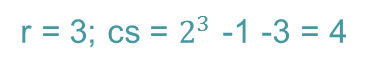 r = 3; cs = 2³ -1 -3 = 4